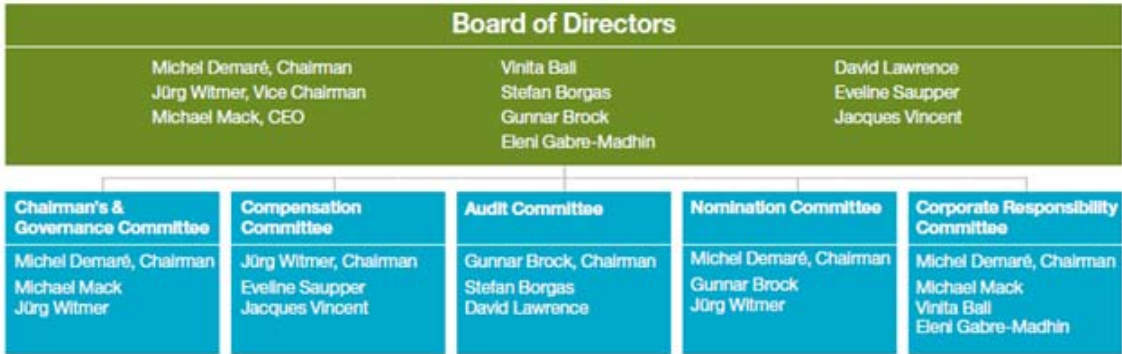 Board of Directors
Michel Demaré, Chairman
Jürg Witmer, Vice Chairman
Michael Mack, CEO
Vinita Bali
Stefan Borgas
Gunnar Brock
Eleni Gabre-Madhin
David Lawrence
Eveline Saupper
Jacques Vincent
Chairman's &
Governance Committee
Michel Demaré, Chairman
Michael Mack
Jürg Witmer
Compensation
Committee
Jürg Witmer, Chairman
Eveline Saupper
Jacques Vincent
Audit Committee
Gunnar Brock, Chairman
Stefan Borgas
David Lawrence
Nomination Committee
Michel Demaré, Chairman
Gunnar Brock
Jürg Witmer
Corporate Responsibility
Committee
Michel Demaré, Chairman
Michael Mack
Vinita Bali
Eleni Gabre-Madhin